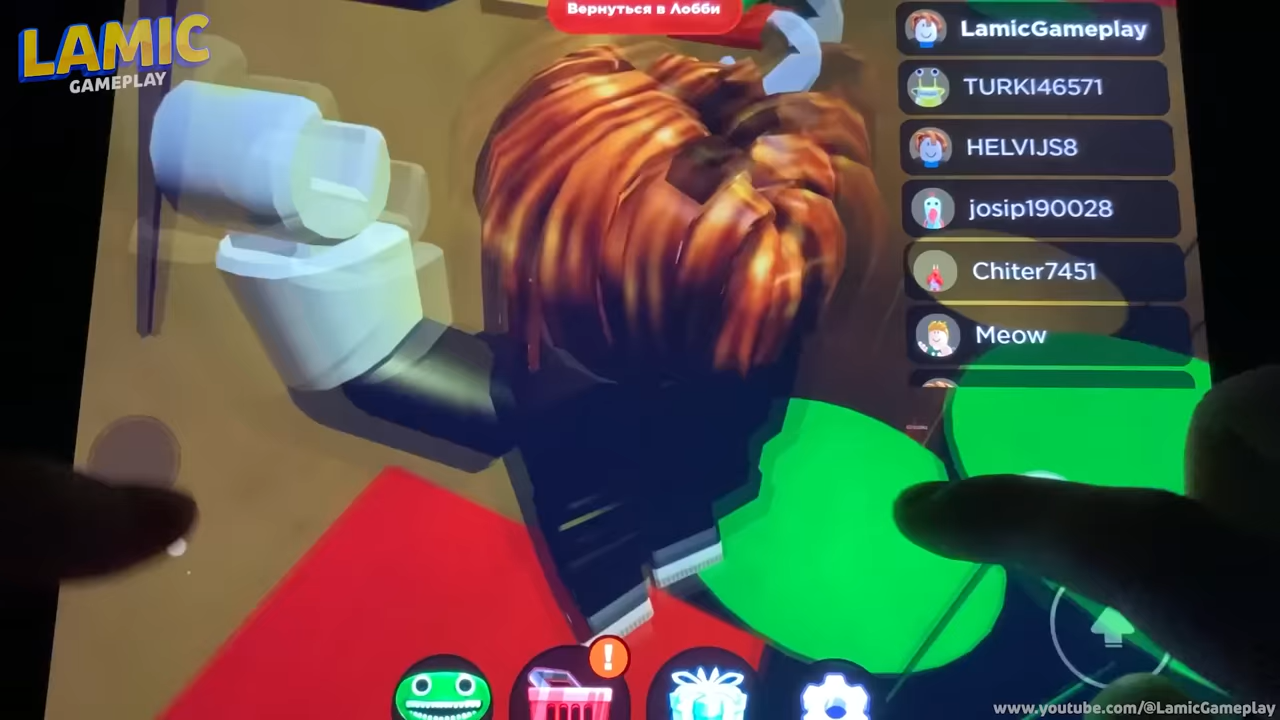 LAMIC
GAMEPLAY
Вернуться в Лобби
LamicGameplay
TURKI46571
HELVIJS8
josip190028
Chiter7451
Meow
!
www.youtube.com/@LamicGameplay